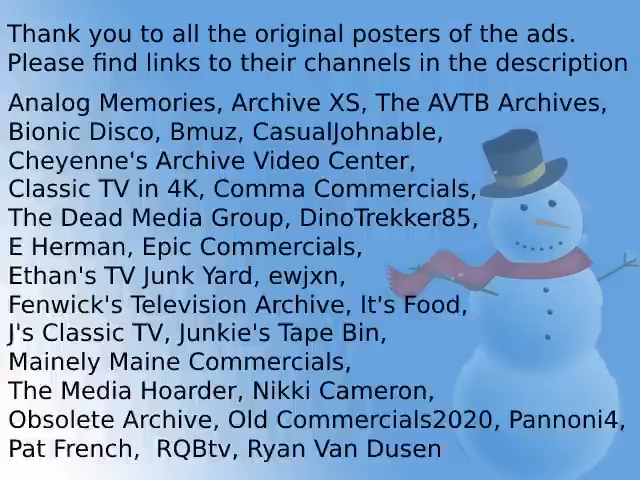 Thank you to all the original posters of the ads.
Please find links to their channels in the description
Analog Memories, Archive XS, The AVTB Archives,
Bionic Disco, Bmuz, CasualJohnable,
Cheyenne's Archive Video Center,
Classic TV in 4K, Comma Commercials,
The Dead Media Group, DinoTrekker85,
E Herman, Epic Commercials,
Ethan's TV Junk Yard, ewjxn,
Fenwick's Television Archive, It's Food,
J's Classic TV, Junkie's Tape Bin,
Mainely Maine Commercials,
The Media Hoarder, Nikki Cameron,
Obsolete Archive, Old Commercials2020, Pannoni4,
Pat French,  RQBtv, Ryan Van Dusen